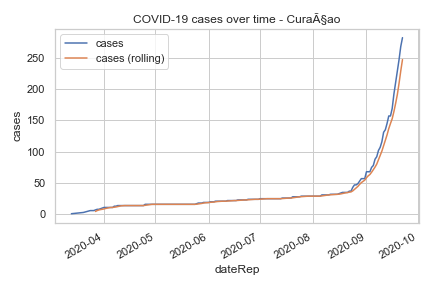 COVID-19 cases over time - CuraÃ§ao
cases
cases (rolling)
250
200
150
100
50
0
cases
2020-04
2020-05
2020-06
2020-07
2020-08
2020-09
2020-10
dateRep